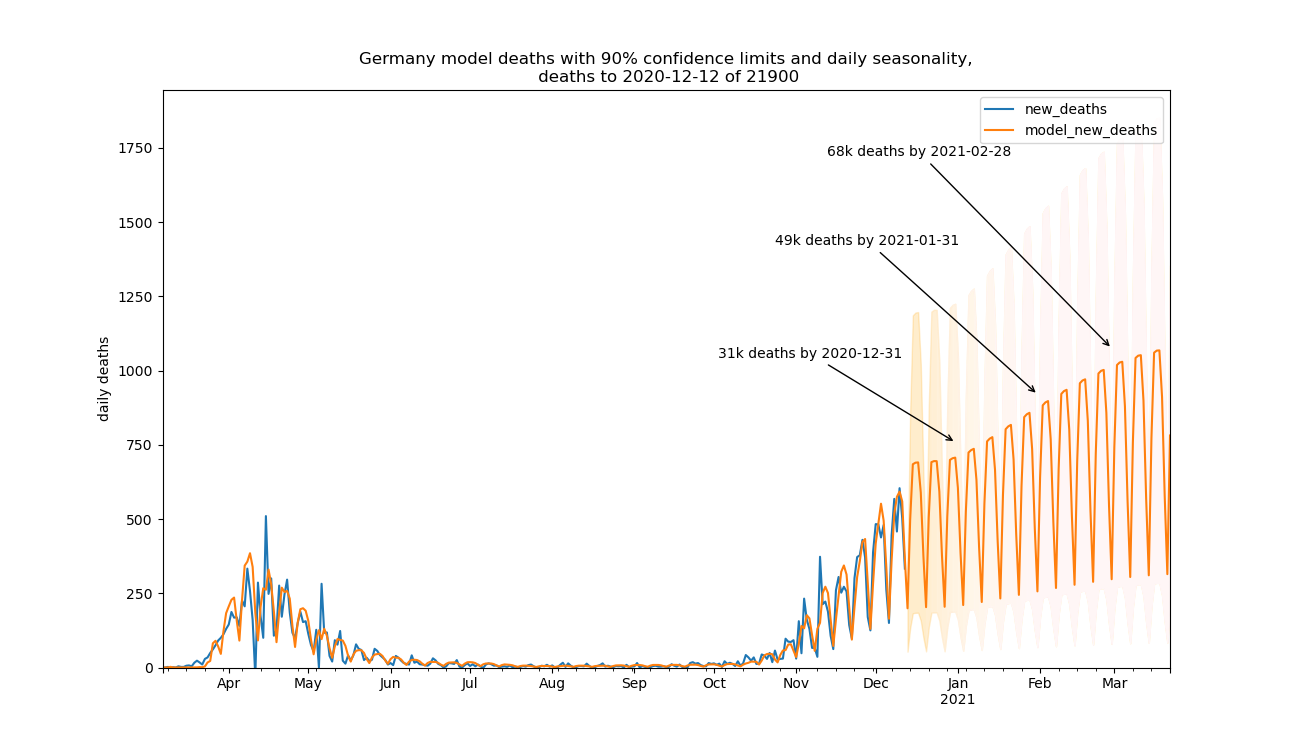 Germany model deaths with 90% confidence limits and daily seasonality,
deaths to 2020-12-12 of 21900
new_deaths
model_new_deaths
68k deaths by 2021-02-28
49k deaths by 2021-01-31
31k deaths by 2020-12-31
daily deaths
1750
1500
1250
1000
750
500
250
0
Apr May Jun Jul Aug Sep Oct Nov Dec Jan Feb Mar
2021